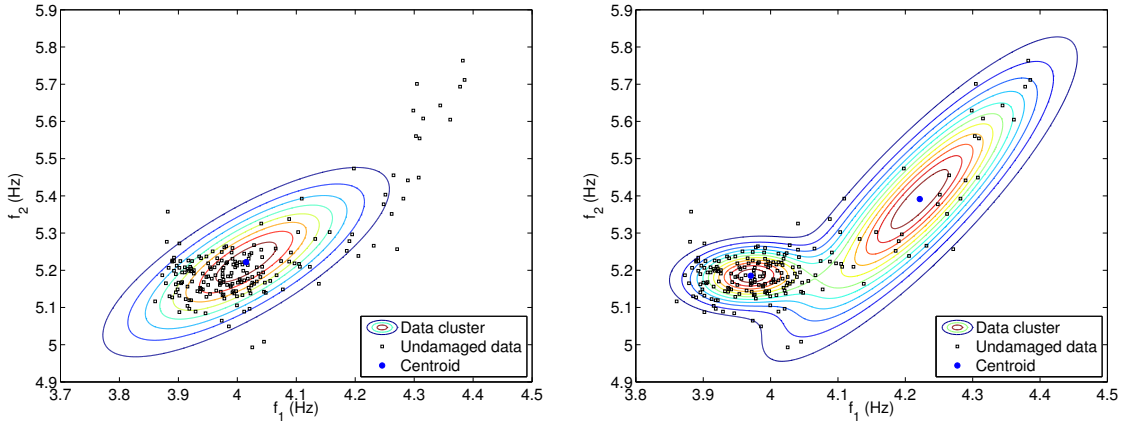 5.9
5.8
5.7
5.6
5.5
5.4
5.3
5.2
5.1
5
4.9
f2 (Hz)
3.7 3.8 3.9 4 4.1 4.2 4.3 4.4 4.5
f1 (Hz)
Data cluster
Undamaged data
Centroid
5.9
5.8
5.7
5.6
5.5
5.4
5.3
5.2
5.1
5
4.9
f2 (Hz)
3.8 3.9 4 4.1 4.2 4.3 4.4 4.5
f1 (Hz)
Data cluster
Undamaged data
Centroid